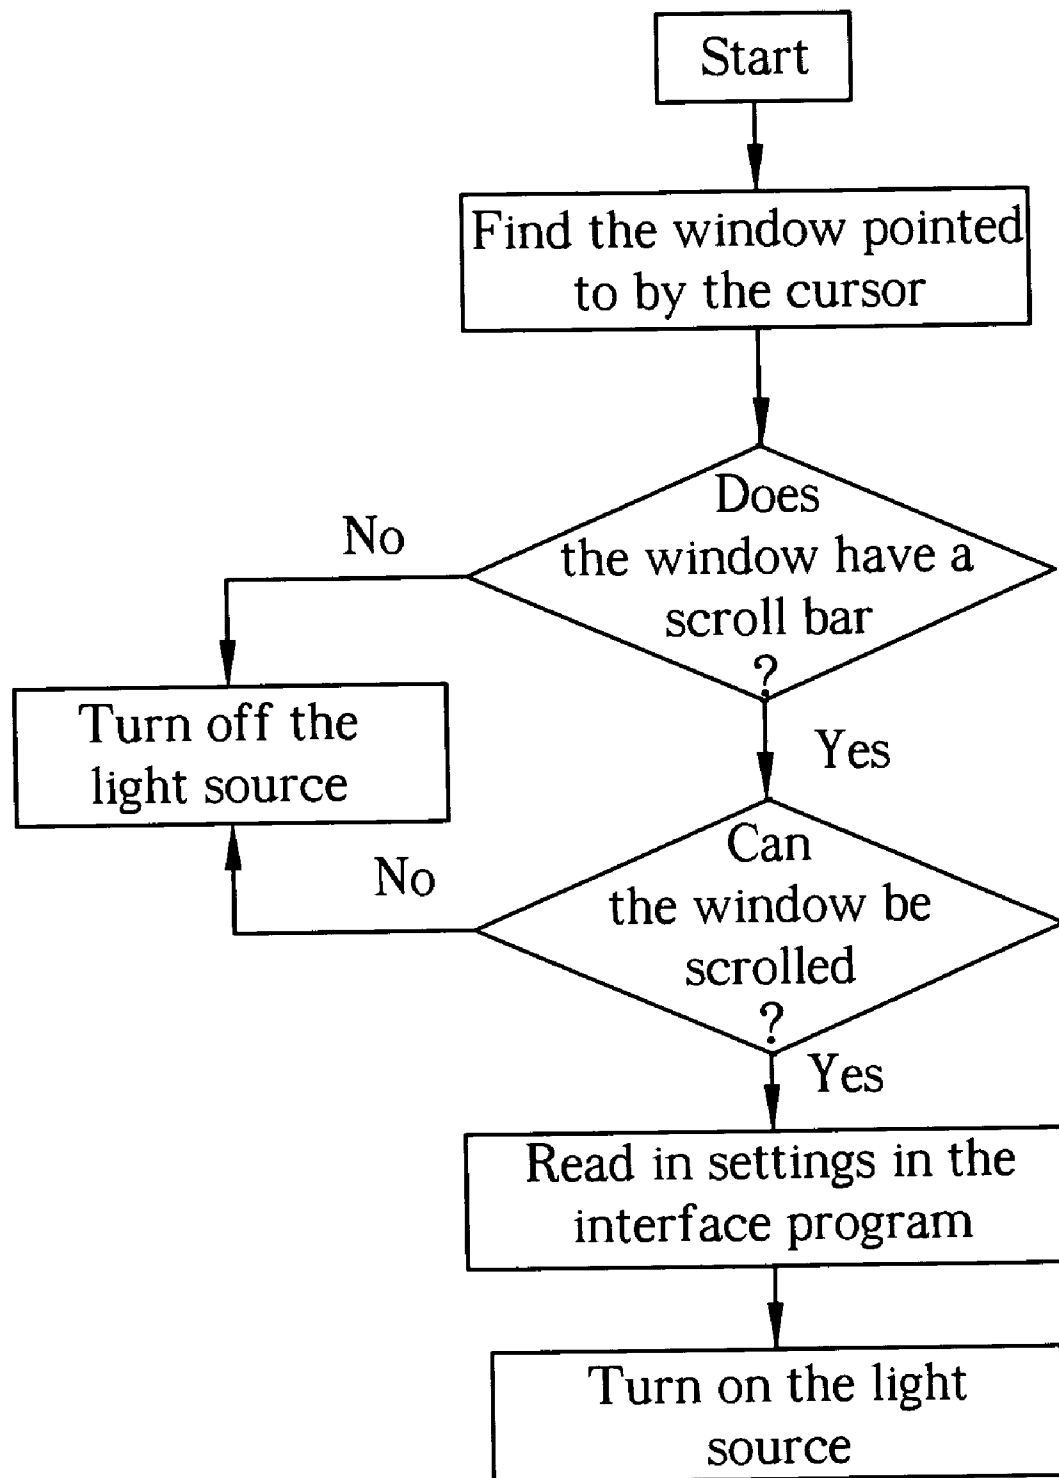 Start
Find the window pointed
to by the cursor
Does
the window have a
scroll bar
?
No
Turn off the
light source
Yes
Can
the window be
scrolled
?
No
Yes
Read in settings in the
interface program
Turn on the light
source